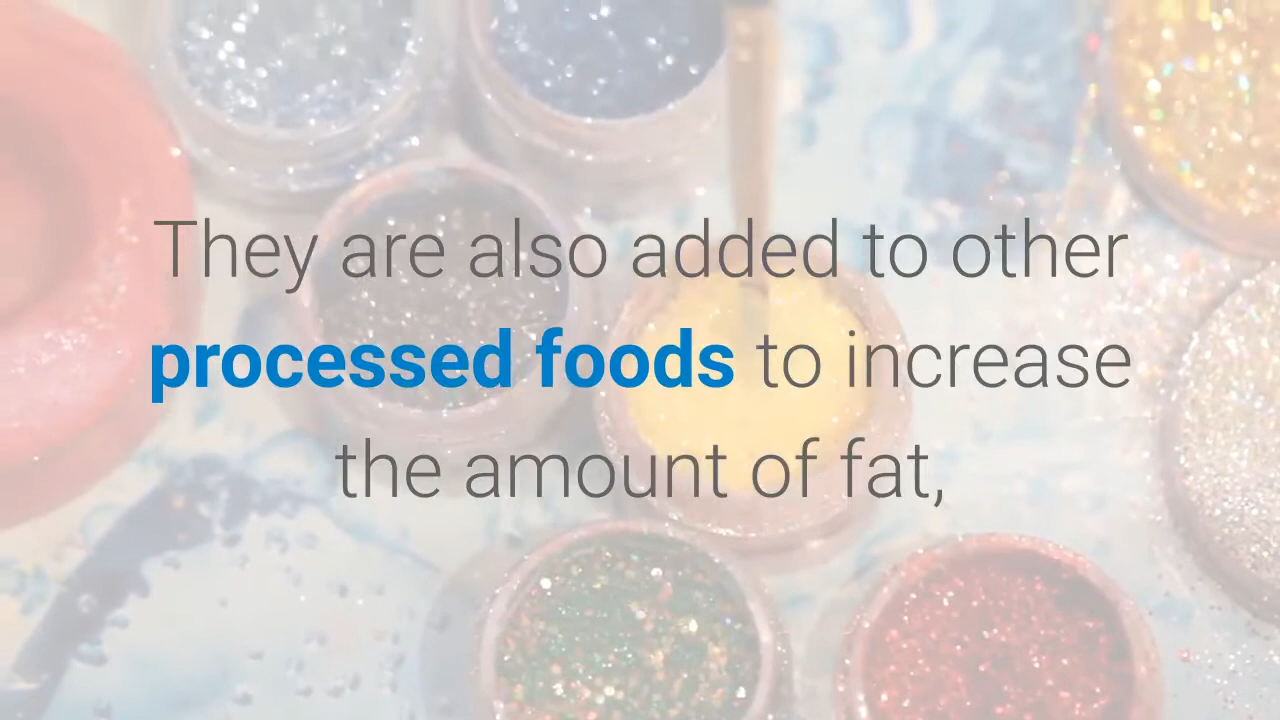 They are also added to other
processed foods to increase
the amount of fat,